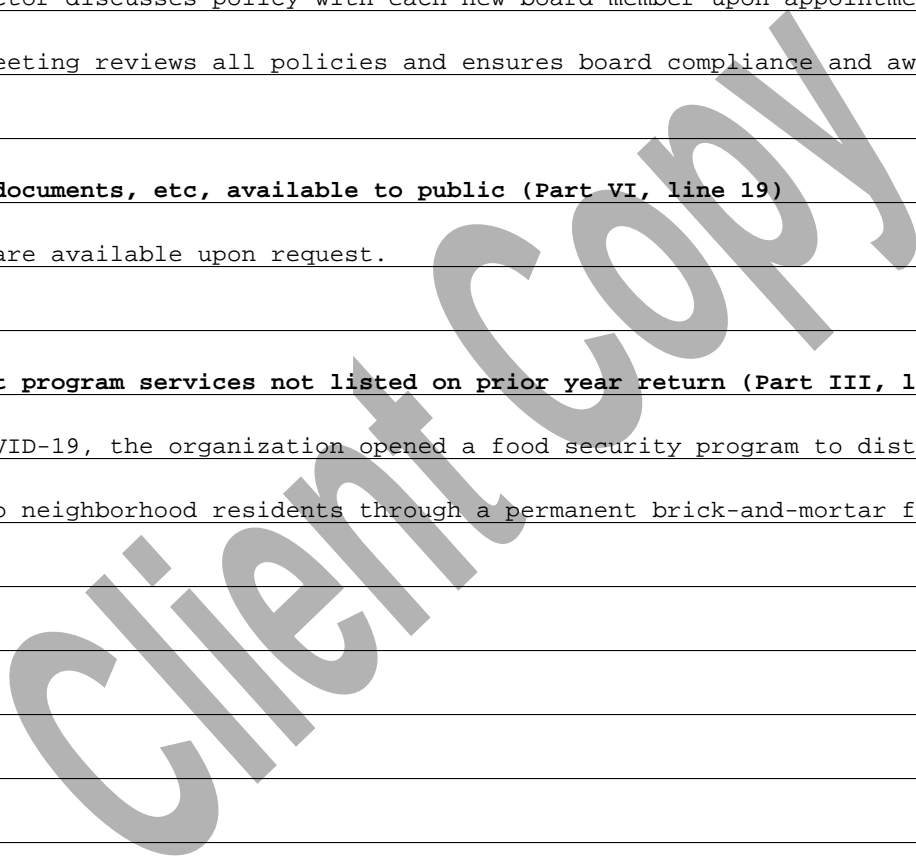 ctor discusses policy with each new board member upon appointme
eeting reviews all policies and ensures board compliance and aw
documents, etc, available to public (Part VI, line 19)
are available upon request.
t program services not listed on prior year return (Part III, l
VID-19, the organization opened a food security program to dist
o neighborhood residents through a permanent brick-and-mortar f
Client Copy